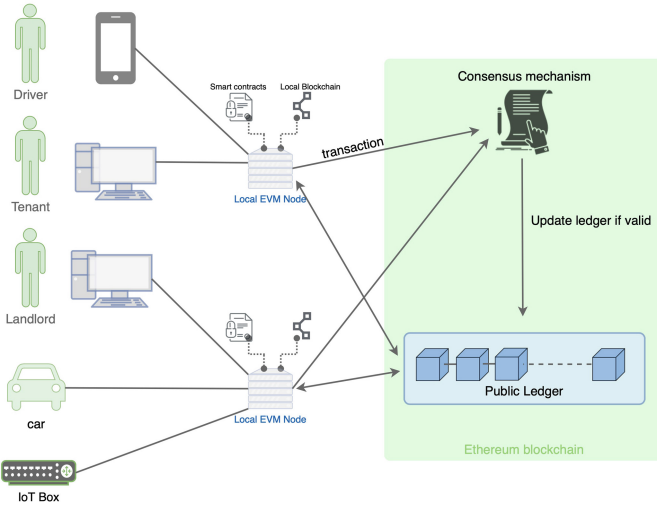 Driver
Smart contracts
Local Blockchain
Consensus mechanism
transaction
Tenant
Local EVM Node
Update ledger if valid
Landlord
Public Ledger
car
Local EVM Node
Ethereum blockchain
IoT Box